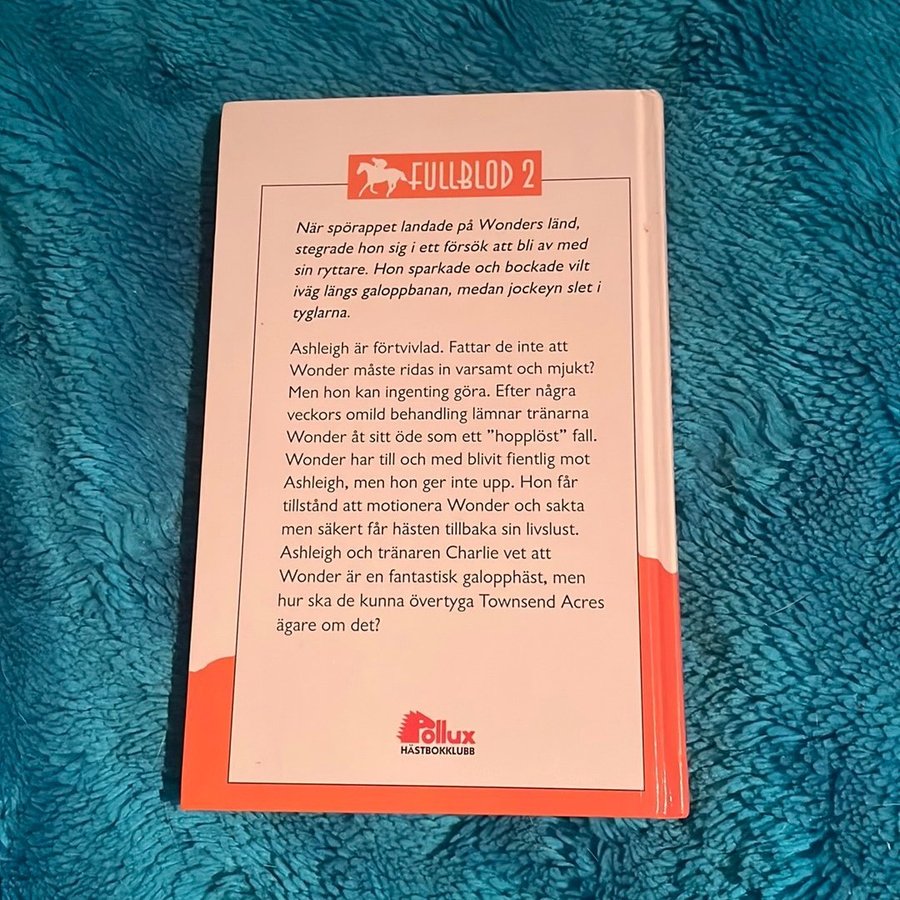 FULLBLOD 2
När spörappet landade på Wonders länd,
stegrade hon sig i ett försök att bli av med
sin ryttare. Hon sparkade och bockade vilt
iväg längs galoppbanan, medan jockeyn slet i
tyglarna.
Ashleigh är förtvivlad. Fattar de inte att
Wonder måste ridas in varsamt och mjukt?
Men hon kan ingenting göra. Efter några
veckors omild behandling lämnar tränarna
Wonder åt sitt öde som ett ”hopplöst” fall.
Wonder har till och med blivit fientlig mot
Ashleigh, men hon ger inte upp. Hon får
tillstånd att motionera Wonder och sakta
men säkert får hästen tillbaka sin livslust.
Ashleigh och tränaren Charlie vet att
Wonder är en fantastisk galopphäst, men
hur ska de kunna övertyga Townsend Acres
ägare om det?
Pollux
HÄSTBOKKLUBB